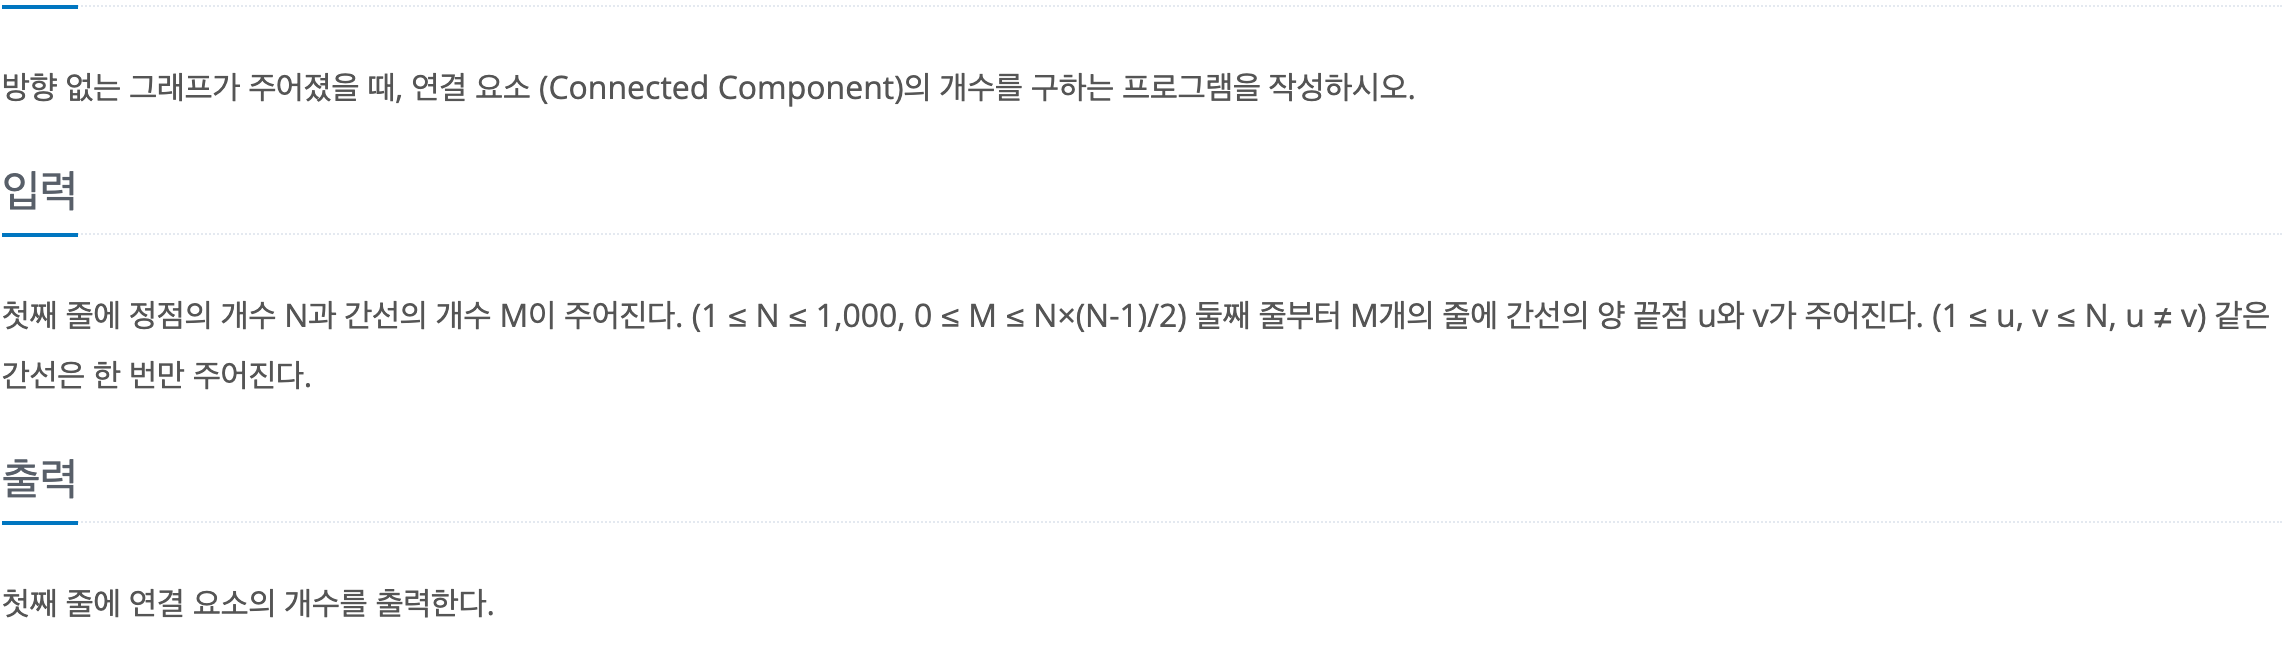 방향 없는 그래프가 주어졌을 때, 연결 요소 (Connected Component)의 개수를 구하는 프로그램을 작성하시오.
입력
첫째 줄에 정점의 개수 N과 간선의 개수 M이 주어진다. (1 ≤ N ≤ 1,000, 0 ≤ M ≤ N×(N-1)/2) 둘째 줄부터 M개의 줄에 간선의 양 끝점 u와 v가 주어진다. (1 ≤ u, v ≤ N, u ≠ v) 같은
간선은 한 번만 주어진다.
출력
첫째 줄에 연결 요소의 개수를 출력한다.